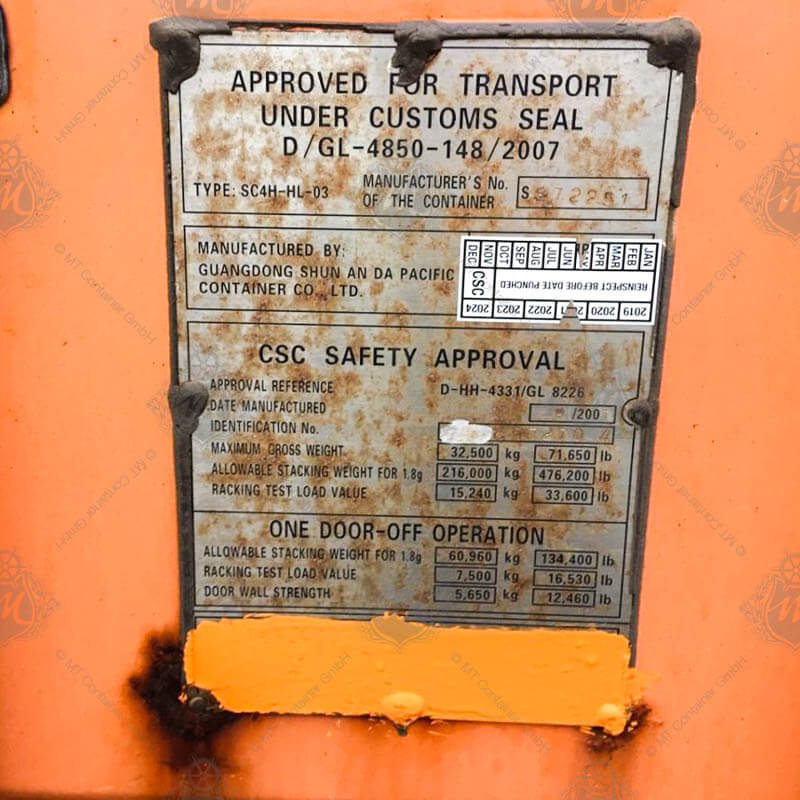 APPROVED FOR TRANSPORT
UNDER CUSTOMS SEAL
D/GL-4850-148/2007
TYPE: SC4H-HL-03
MANUFACTURER'S No.
OF THE CONTAINER
MANUFACTURED BY:
GUANGDONG SHUN AN DA PACIFIC
CONTAINER CO., LTD.
JAN FEB MAR APR JUN JUL AUG SEP OCT NOV DEC
REINSPECT BEFORE DATE PUNCHED CSC
2019 2020 2022 2023 2024
CSC SAFETY APPROVAL
APPROVAL REFERENCE D-HH-4331/GL 8226
DATE MANUFACTURED /200
IDENTIFICATION No.
MAXIMUM GROSS WEIGHT 32,500 kg 71,650 lb
ALLOWABLE STACKING WEIGHT FOR 1.8g 216,000 kg 476,200 lb
RACKING TEST LOAD VALUE 15,240 kg 33,600 lb
ONE DOOR-OFF OPERATION
ALLOWABLE STACKING WEIGHT FOR 1.8g 60,960 kg 134,400 lb
RACKING TEST LOAD VALUE 7,500 kg 16,530 lb
DOOR WALL STRENGTH 5,650 kg 12,460 lb
© MT Container GmbH